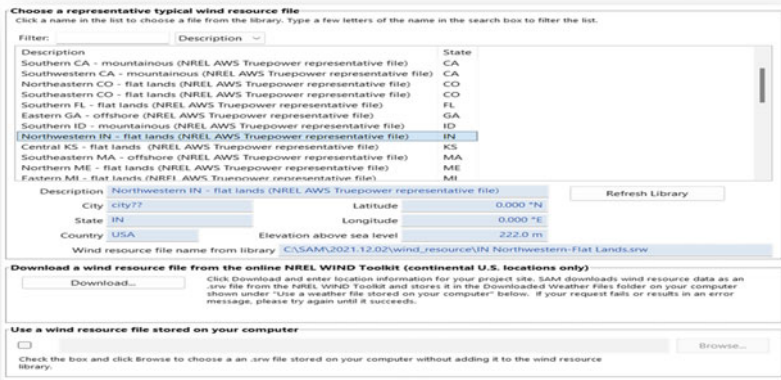 Choose a representative typical wind resource file
Click a name in the list to choose a file from the library. Type a few letters of the name in the search box to filter the list.
Filter: Description
Description State
Southern CA - mountainous (NREL AWS Truepower representative file) CA
Southwestern CA - mountainous (NREL AWS Truepower representative file) CA
Northeastern CO - flat lands (NREL AWS Truepower representative file) CO
Southeastern CO - flat lands (NREL AWS Truepower representative file) CO
Southern FL - flat lands (NREL AWS Truepower representative file) FL
Eastern GA - offshore (NREL AWS Truepower representative file) GA
Southern ID - mountainous (NREL AWS Truepower representative file) ID
Northwestern IN - flat lands (NREL AWS Truepower representative file) IN
Central KS - flat lands (NREL AWS Truepower representative file) KS
Southeastern MA - offshore (NREL AWS Truepower representative file) MA
Northern ME - flat lands (NREL AWS Truepower representative file) ME
Eastern MI - flat lands (NREL AWS Truepower representative file) MI
Description Northwestern IN - flat lands (NREL AWS Truepower representative file) Refresh Library
City city?? Latitude 0.000 °N
State IN Longitude 0.000 °E
Country USA Elevation above sea level 222.0 m
Wind resource file name from library C:\SAM\2021.12.02\wind_resource\IN Northwestern-Flat Lands.srw
Download a wind resource file from the online NREL WIND Toolkit (continental U.S. locations only)
Download... Click Download and enter location information for your project site. SAM downloads wind resource data as an
.srw file from the NREL WIND Toolkit and stores it in the Downloaded Weather Files folder on your computer
shown under "Use a weather file stored on your computer" below. If your request fails or results in an error
message, please try again until it succeeds.
Use a wind resource file stored on your computer
Browse...
Check the box and click Browse to choose a an .srw file stored on your computer without adding it to the wind resource
library.